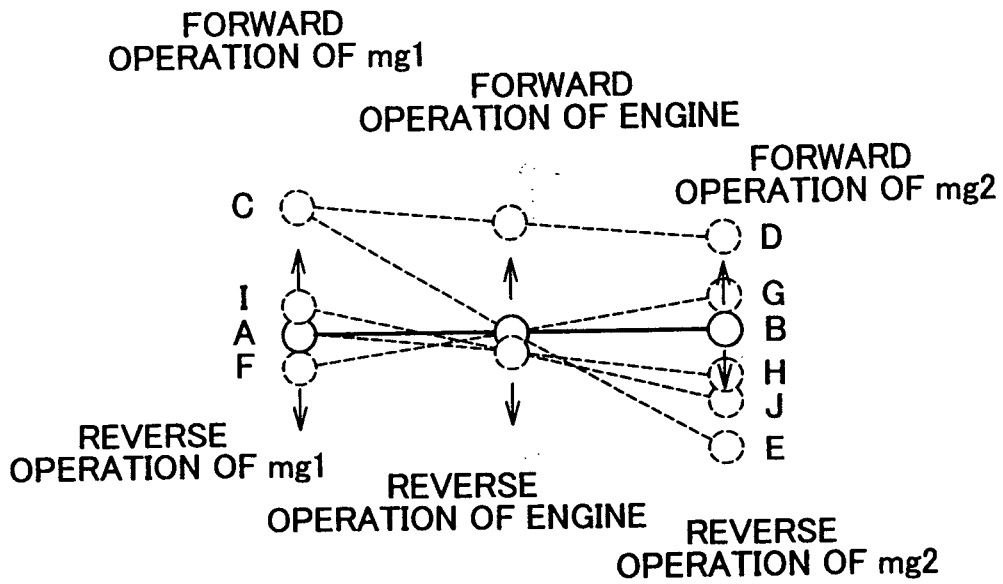 FORWARD
OPERATION OF mg1
FORWARD
OPERATION OF ENGINE
FORWARD
OPERATION OF mg2
C
D
I
G
A
B
F
H
J
E
REVERSE
OPERATION OF mg1
REVERSE
OPERATION OF ENGINE
REVERSE
OPERATION OF mg2